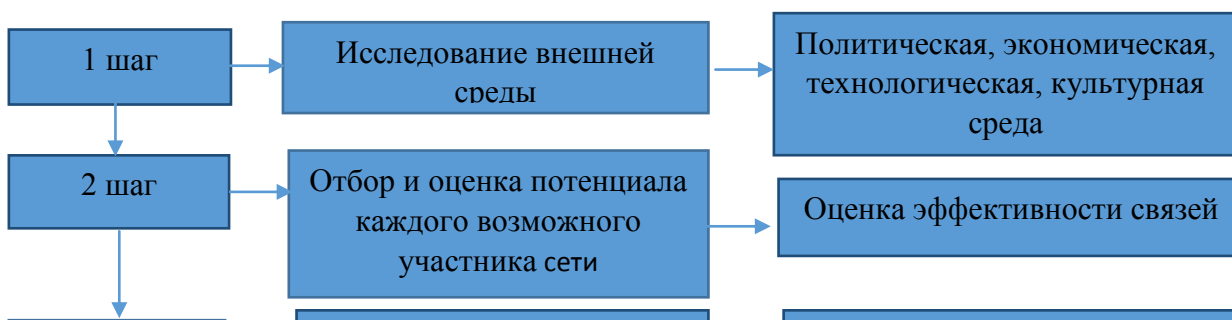 1 шаг
Исследование внешней
среды
Политическая, экономическая,
технологическая, культурная
среда
2 шаг
Отбор и оценка потенциала
каждого возможного
участника сети
Оценка эффективности связей